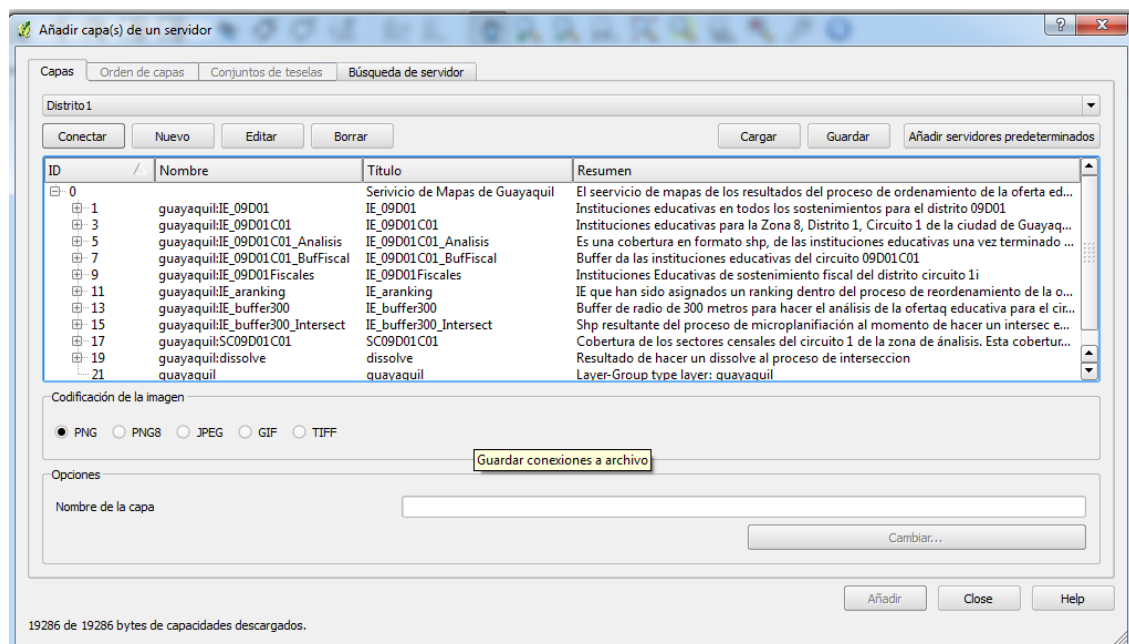 Añadir capa(s) de un servidor
Capas Orden de capas Conjuntos de teselas Búsqueda de servidor
Distrito1
Conectar Nuevo Editar Borrar Cargar Guardar Añadir servidores predeterminados
ID Nombre Título Resumen
0 Serivicio de Mapas de Guayaquil El seervicio de mapas de los resultados del proceso de ordenamiento de la oferta ed...
1 guayaquil:IE_09D01 IE_09D01 Instituciones educativas en todos los sostenimientos para el distrito 09D01
3 guayaquil:IE_09D01C01 IE_09D01C01 Instituciones educativas para la Zona 8, Distrito 1, Circuito 1 de la ciudad de Guayaq...
5 guayaquil:IE_09D01C01_Analisis IE_09D01C01_Analisis Es una cobertura en formato shp, de las instituciones educativas una vez terminado ...
7 guayaquil:IE_09D01C01_BufFiscal IE_09D01C01_BufFiscal Buffer da las instituciones educativas del circuito 09D01C01
9 guayaquil:IE_09D01Fiscales IE_09D01Fiscales Instituciones Educativas de sostenimiento fiscal del distrito circuito 1i
11 guayaquil:IE_aranking IE_aranking IE que han sido asignados un ranking dentro del proceso de reordenamiento de la o...
13 guayaquil:IE_buffer300 IE_buffer300 Buffer de radio de 300 metros para hacer el análisis de la ofertaq educativa para el cir...
15 guayaquil:IE_buffer300_Intersect IE_buffer300_Intersect Shp resultante del proceso de microplanifiación al momento de hacer un intersec e...
17 guayaquil:SC09D01C01 SC09D01C01 Cobertura de los sectores censales del circuito 1 de la zona de ánalisis. Esta cobertur...
19 guayaquil:dissolve dissolve Resultado de hacer un dissolve al proceso de interseccion
21 guayaquil guayaquil Layer-Group type layer: guayaquil
Codificación de la imagen
PNG PNG8 JPEG GIF TIFF
Guardar conexiones a archivo
Opciones
Nombre de la capa
Cambiar...
Añadir Close Help
19286 de 19286 bytes de capacidades descargados.